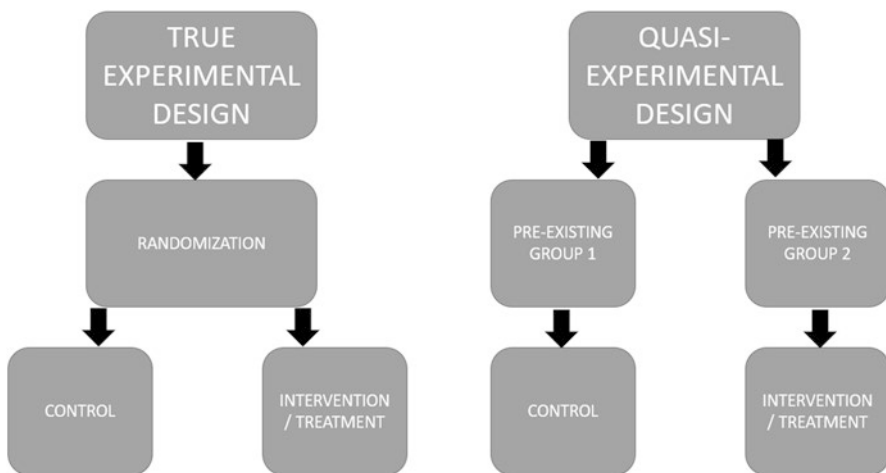 TRUE
EXPERIMENTAL
DESIGN
RANDOMIZATION
CONTROL
INTERVENTION
/ TREATMENT
QUASI-
EXPERIMENTAL
DESIGN
PRE-EXISTING
GROUP 1
PRE-EXISTING
GROUP 2
CONTROL
INTERVENTION
/ TREATMENT